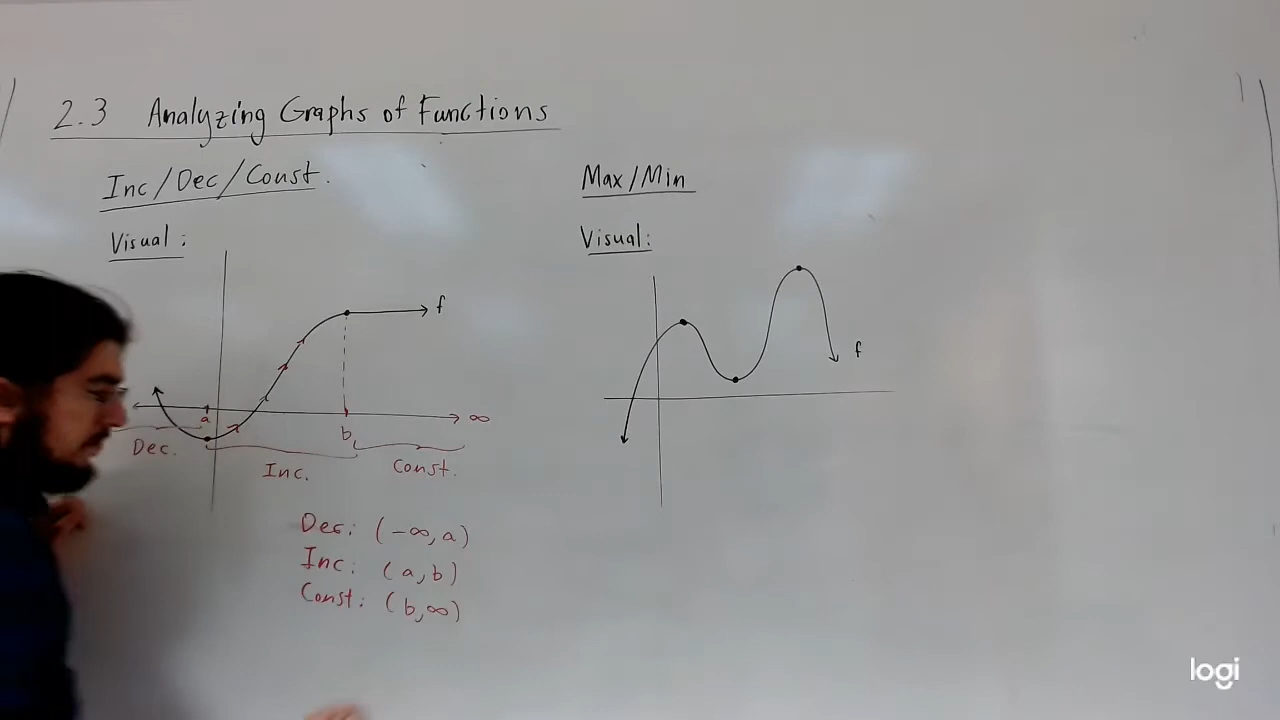 2.3 Analyzing Graphs of Functions
Inc/Dec/Const.
Visual:
f
a
∞
b
Dec.
Inc.
Const.
Dec: (-∞, a)
Inc: (a, b)
Const: (b, ∞)
Max/Min
Visual:
f
logi